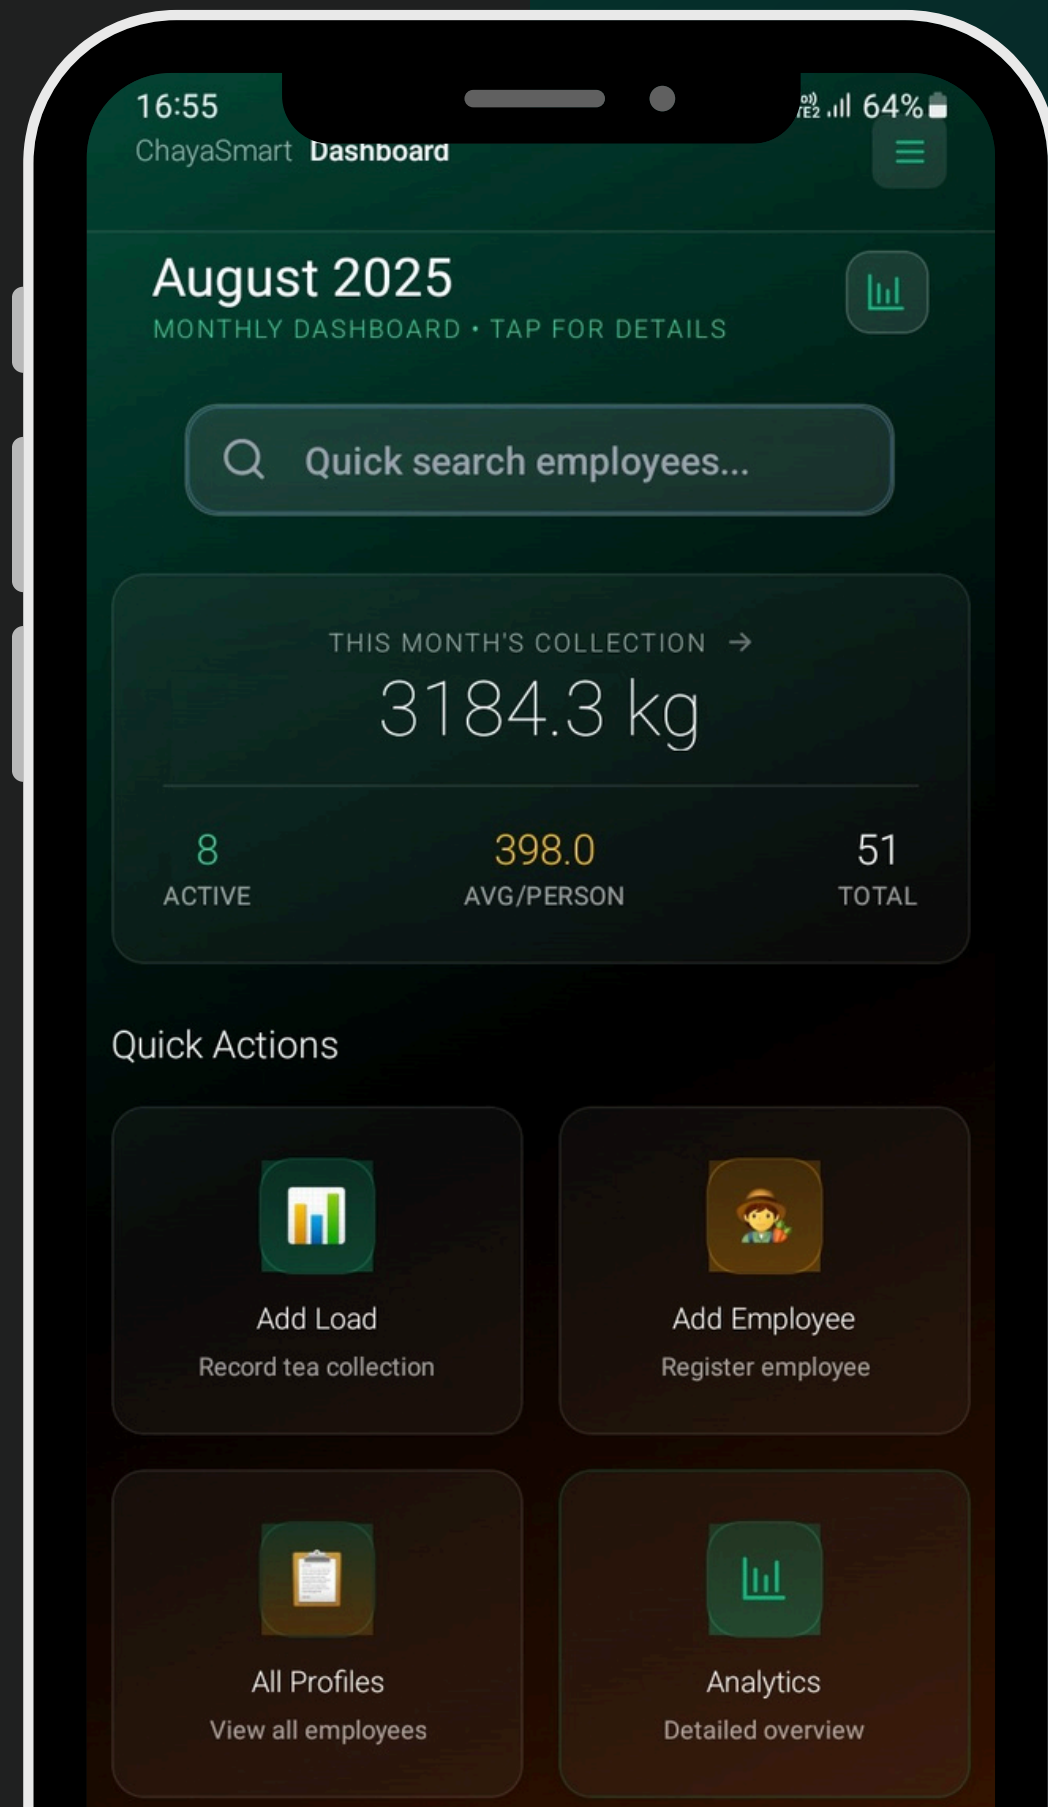 16:55
64%
ChayaSmart Dashboard
August 2025
MONTHLY DASHBOARD • TAP FOR DETAILS
Quick search employees...
THIS MONTH'S COLLECTION →
3184.3 kg
8 398.0 51
ACTIVE AVG/PERSON TOTAL
Quick Actions
Add Load Add Employee
Record tea collection Register employee
All Profiles Analytics
View all employees Detailed overview